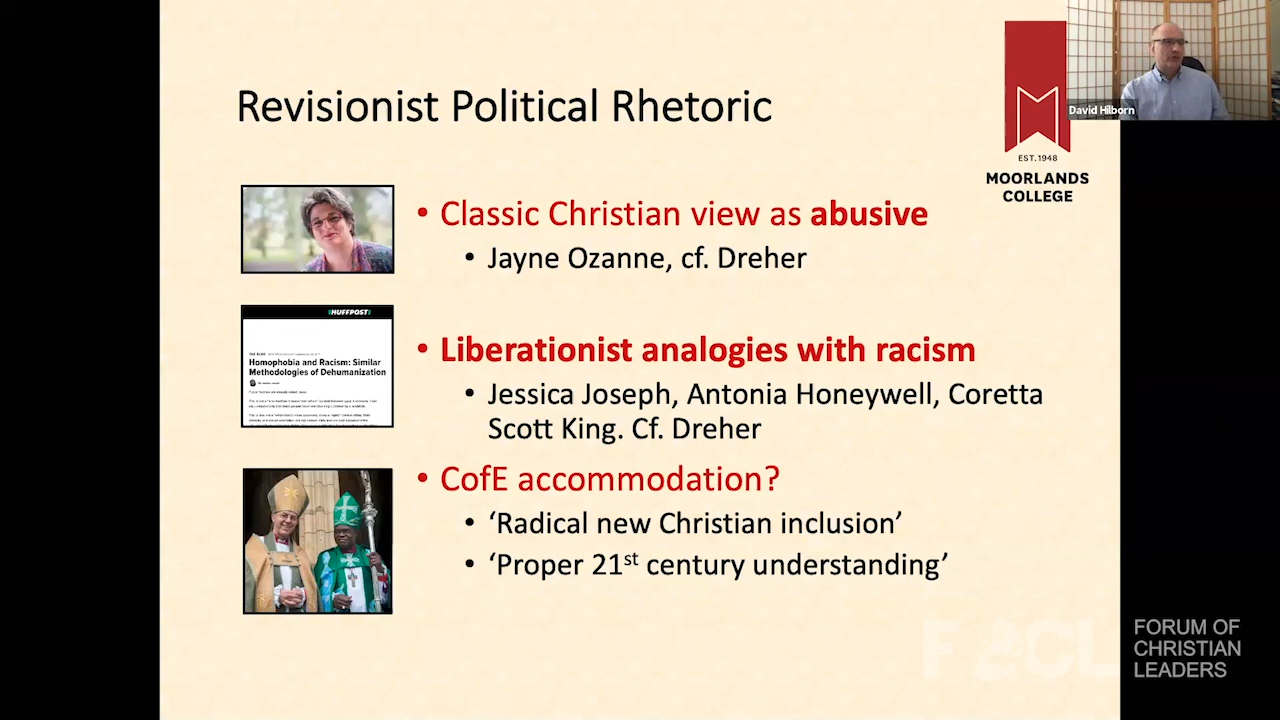 Revisionist Political Rhetoric
David Hilborn
EST. 1948
MOORLANDS
COLLEGE
• Classic Christian view as abusive
• Jayne Ozanne, cf. Dreher
HUFFPOST
Homophobia and Racism: Similar
Methodologies of Dehumanization
• Liberationist analogies with racism
• Jessica Joseph, Antonia Honeywell, Coretta
Scott King. Cf. Dreher
• CofE accommodation?
• ‘Radical new Christian inclusion’
• ‘Proper 21st century understanding’
FOCL
FORUM OF
CHRISTIAN
LEADERS